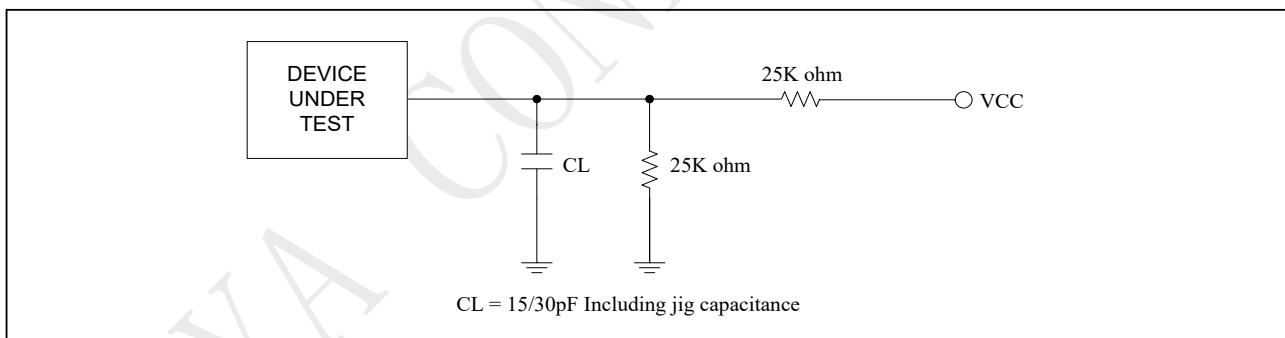 DEVICE
UNDER
TEST
25K ohm
VCC
CL
25K ohm
CL = 15/30pF Including jig capacitance